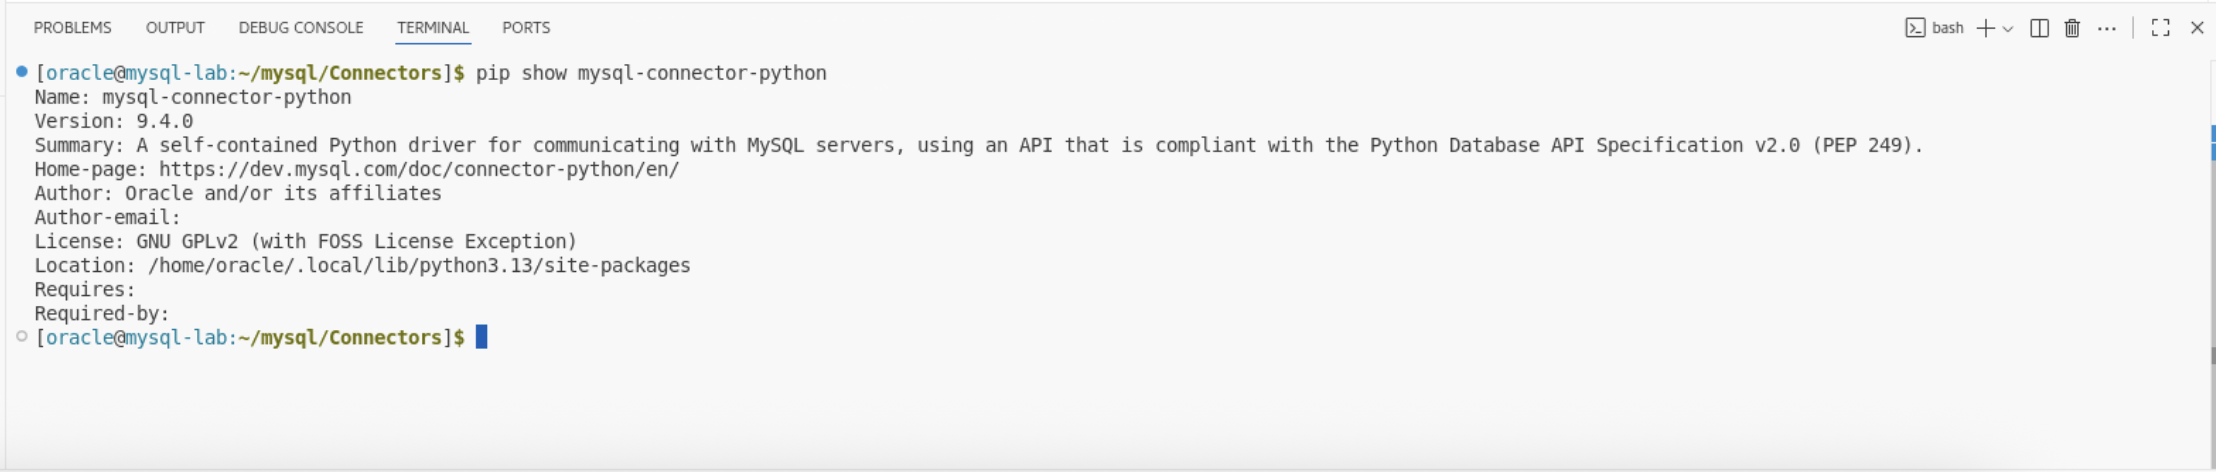 PROBLEMS OUTPUT DEBUG CONSOLE TERMINAL PORTS bash
[oracle@mysql-lab:~/mysql/Connectors]$ pip show mysql-connector-python
Name: mysql-connector-python
Version: 9.4.0
Summary: A self-contained Python driver for communicating with MySQL servers, using an API that is compliant with the Python Database API Specification v2.0 (PEP 249).
Home-page: https://dev.mysql.com/doc/connector-python/en/
Author: Oracle and/or its affiliates
Author-email:
License: GNU GPLv2 (with FOSS License Exception)
Location: /home/oracle/.local/lib/python3.13/site-packages
Requires:
Required-by:
[oracle@mysql-lab:~/mysql/Connectors]$